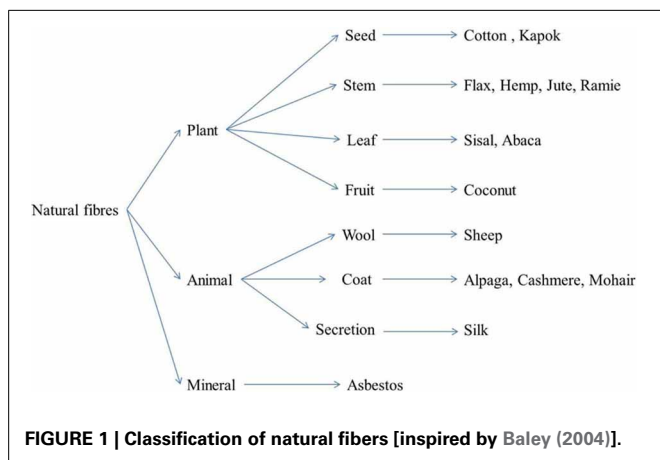 Seed Cotton , Kapok
Stem Flax, Hemp, Jute, Ramie
Plant
Leaf Sisal, Abaca
Fruit Coconut
Natural fibres
Wool Sheep
Animal Coat Alpaga, Cashmere, Mohair
Secretion Silk
Mineral Asbestos
FIGURE 1 | Classification of natural fibers [inspired by Baley (2004)].